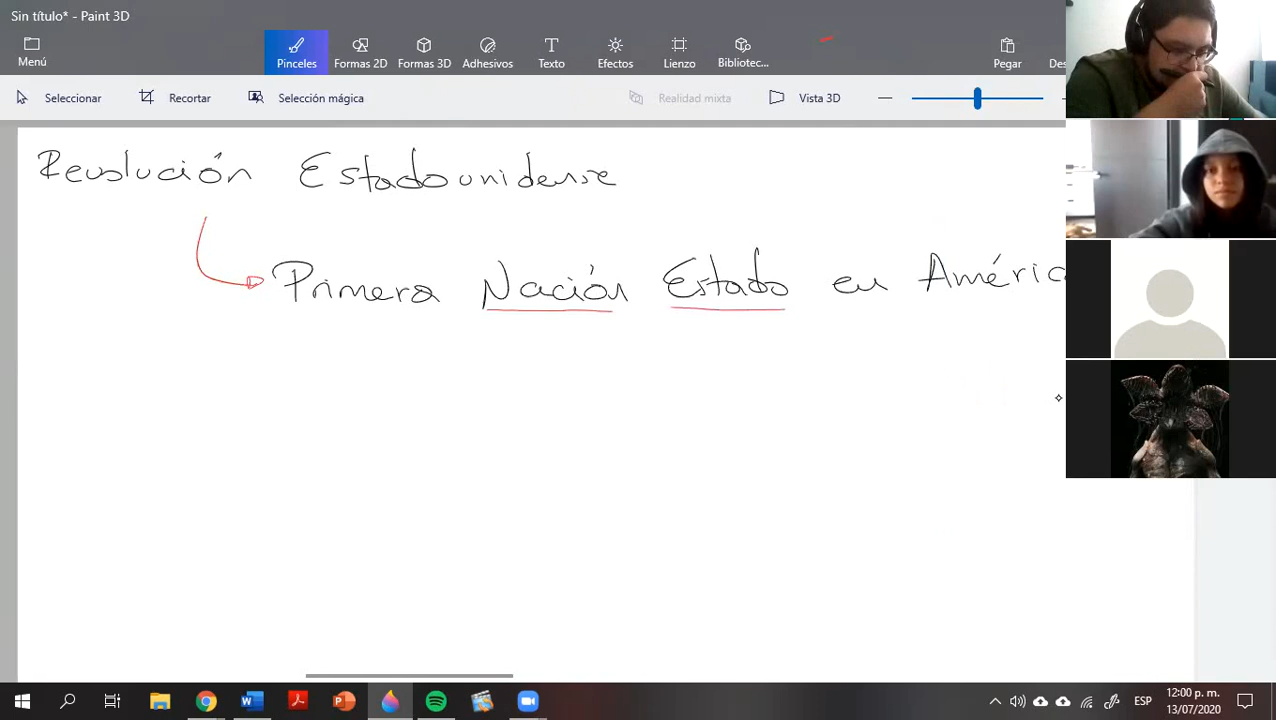 Sin título* - Paint 3D
Menú
Pinceles
Formas 2D
Formas 3D
Adhesivos
Texto
Efectos
Lienzo
Bibliotec...
Pegar
Des
Seleccionar
Recortar
Selección mágica
Realidad mixta
Vista 3D
Revolución Estadounidense
Primera Nación Estado en Améric
ESP
12:00 p. m.
13/07/2020